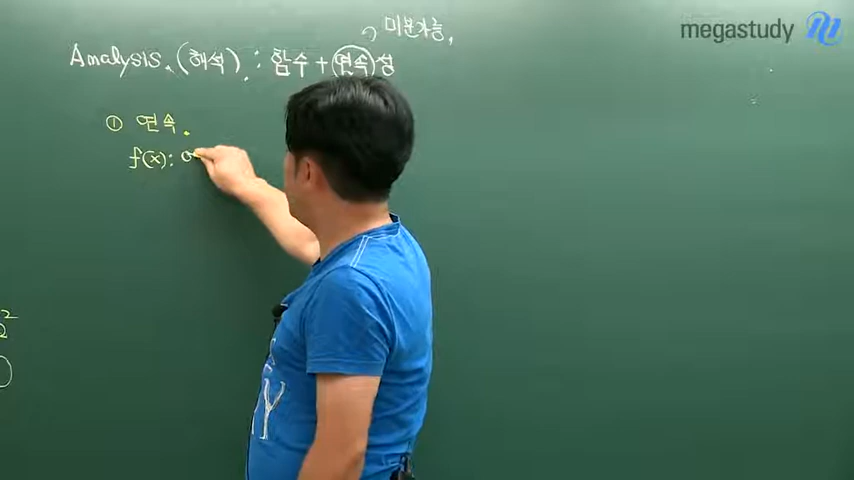 megastudy
미분가능,
Analysis. (해석). : 함수 + 연속성
① 연속.
f(x):
Y